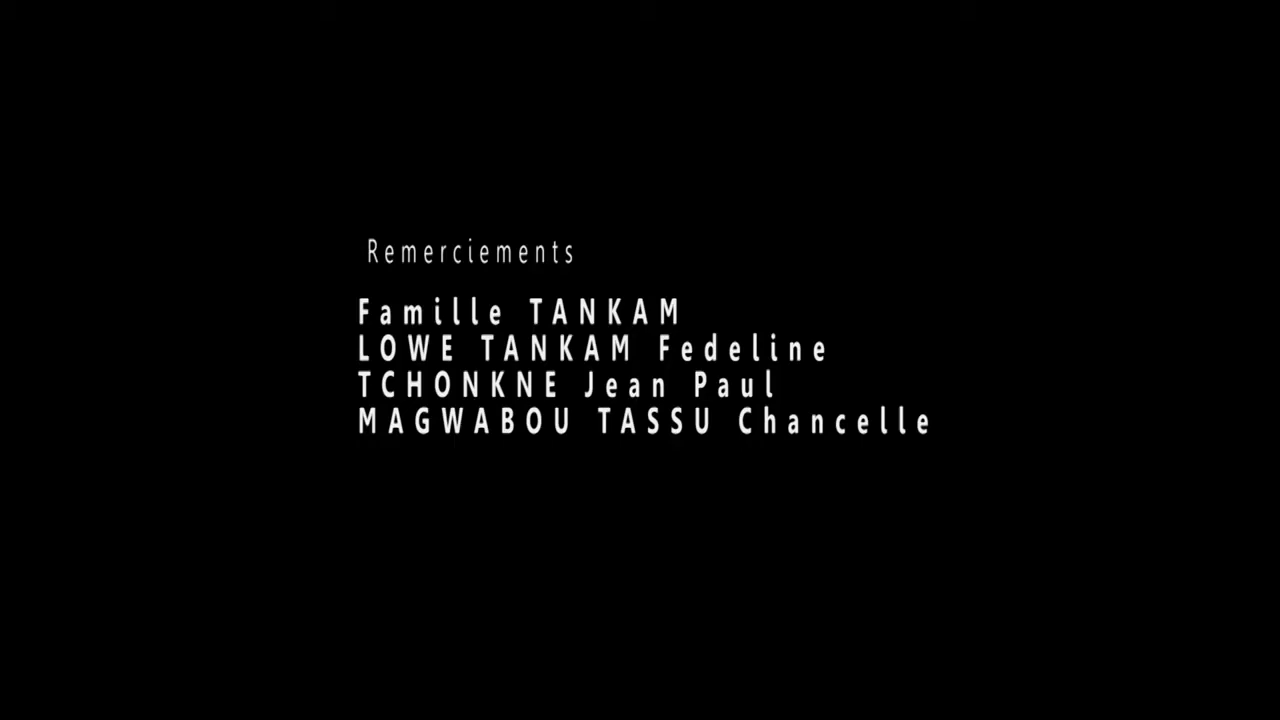 Remerciements
Famille TANKAM
LOWE TANKAM Fedeline
TCHONKNE Jean Paul
MAGWABOU TASSU Chancelle